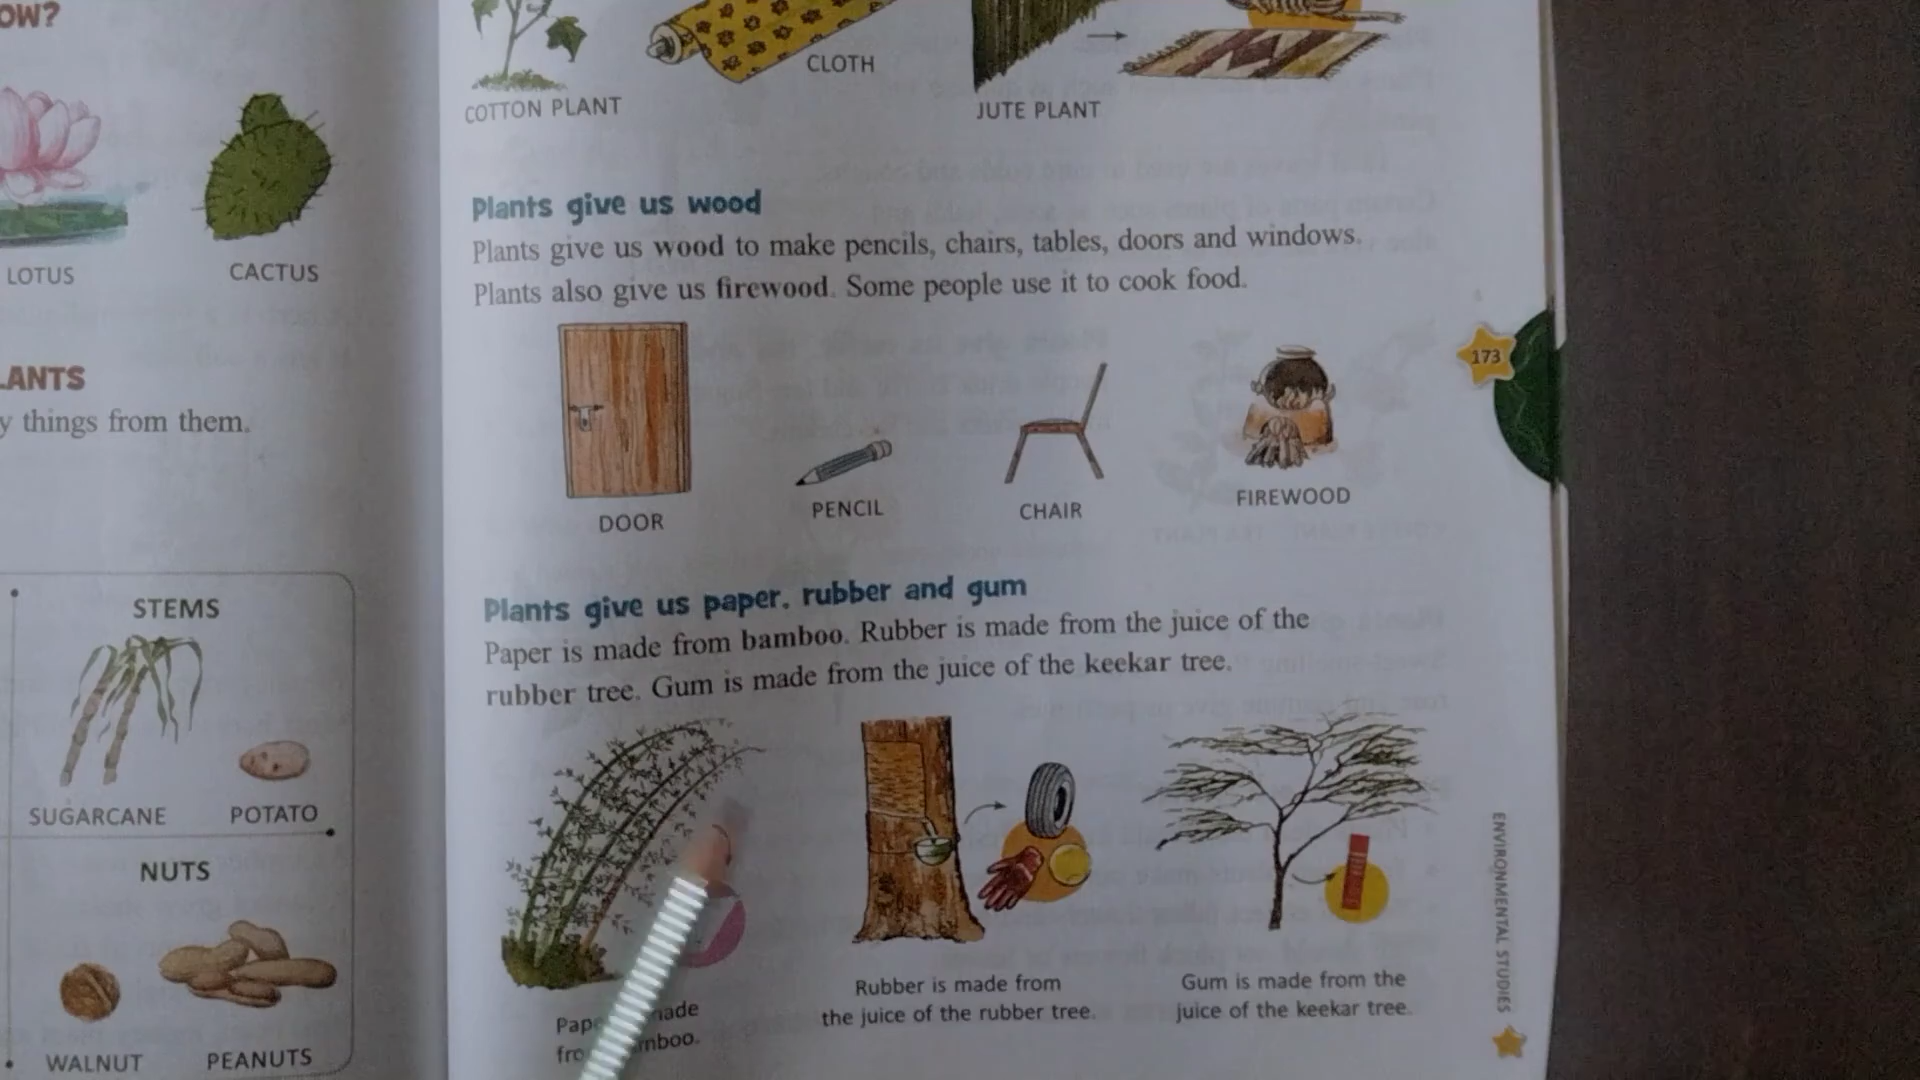 OW?
LOTUS
CACTUS
LANTS
y things from them.
STEMS
SUGARCANE
POTATO
NUTS
WALNUT
PEANUTS
COTTON PLANT
CLOTH
JUTE PLANT
Plants give us wood
Plants give us wood to make pencils, chairs, tables, doors and windows.
Plants also give us firewood. Some people use it to cook food.
DOOR
PENCIL
CHAIR
FIREWOOD
173
Plants give us paper, rubber and gum
Paper is made from bamboo. Rubber is made from the juice of the
rubber tree. Gum is made from the juice of the keekar tree.
Rubber is made from
the juice of the rubber tree.
Gum is made from the
juice of the keekar tree.
ENVIRONMENTAL STUDIES